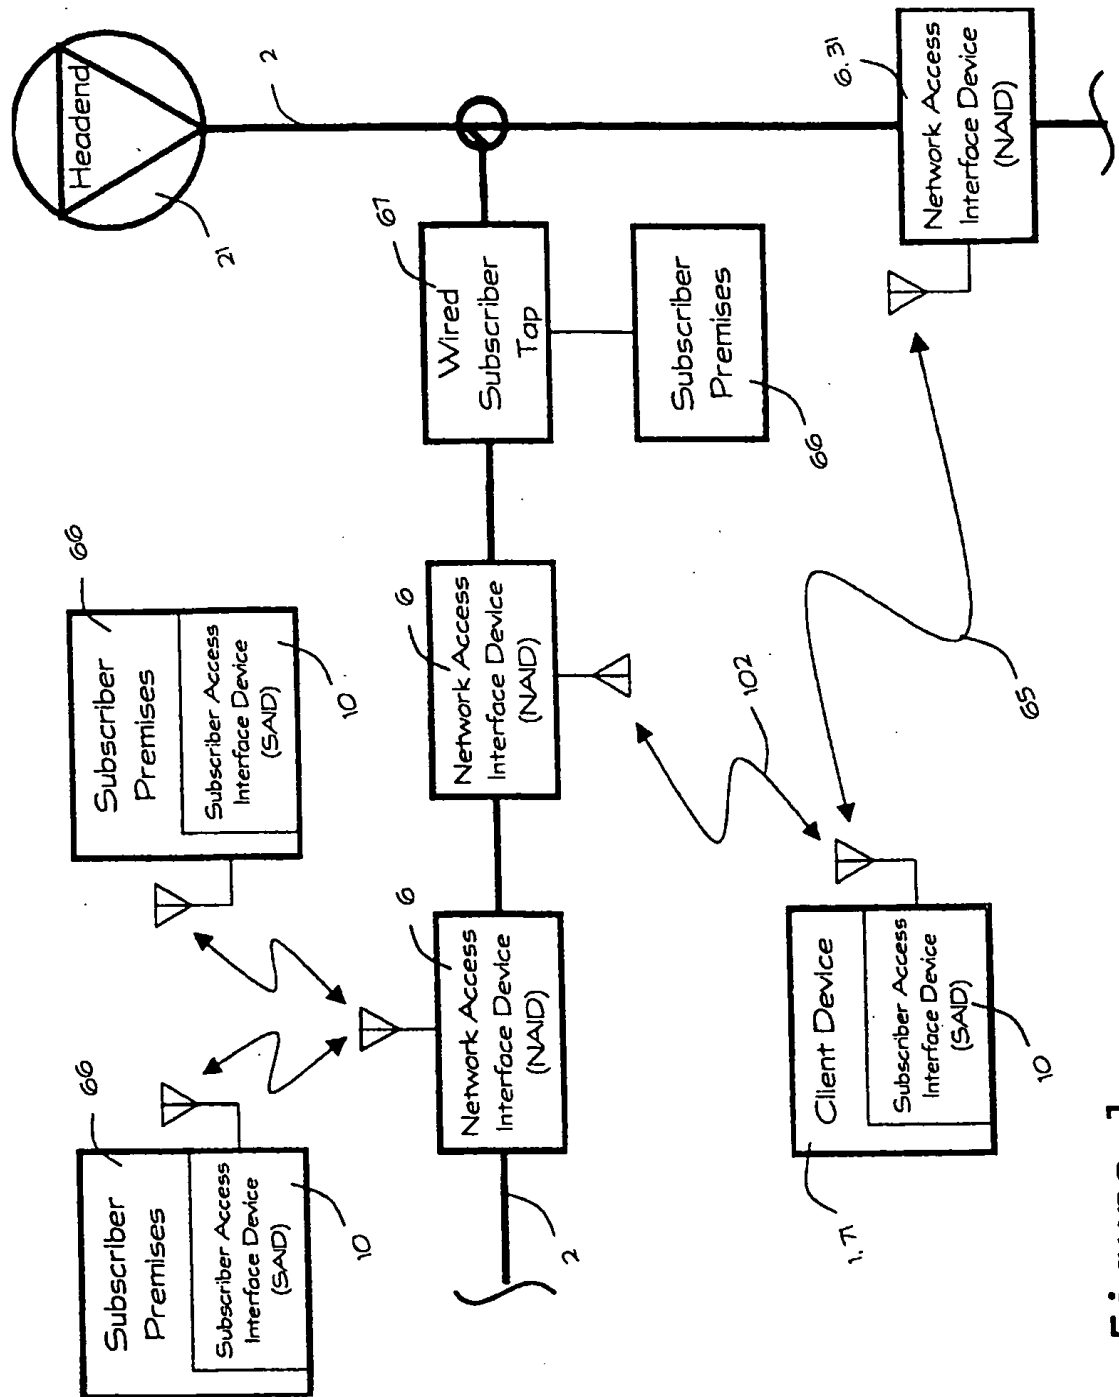 66
Subscriber
Premises
Subscriber Access
Interface Device
(SAID)
10
66
Subscriber
Premises
Subscriber Access
Interface Device
(SAID)
10
Headend
21
2
2
6
Network Access
Interface Device
(NAID)
6
Network Access
Interface Device
(NAID)
67
Wired
Subscriber
Tap
Subscriber
Premises
66
102
65
1.71
Client Device
Subscriber Access
Interface Device
(SAID)
10
6.31
Network Access
Interface Device
(NAID)
Figure 1